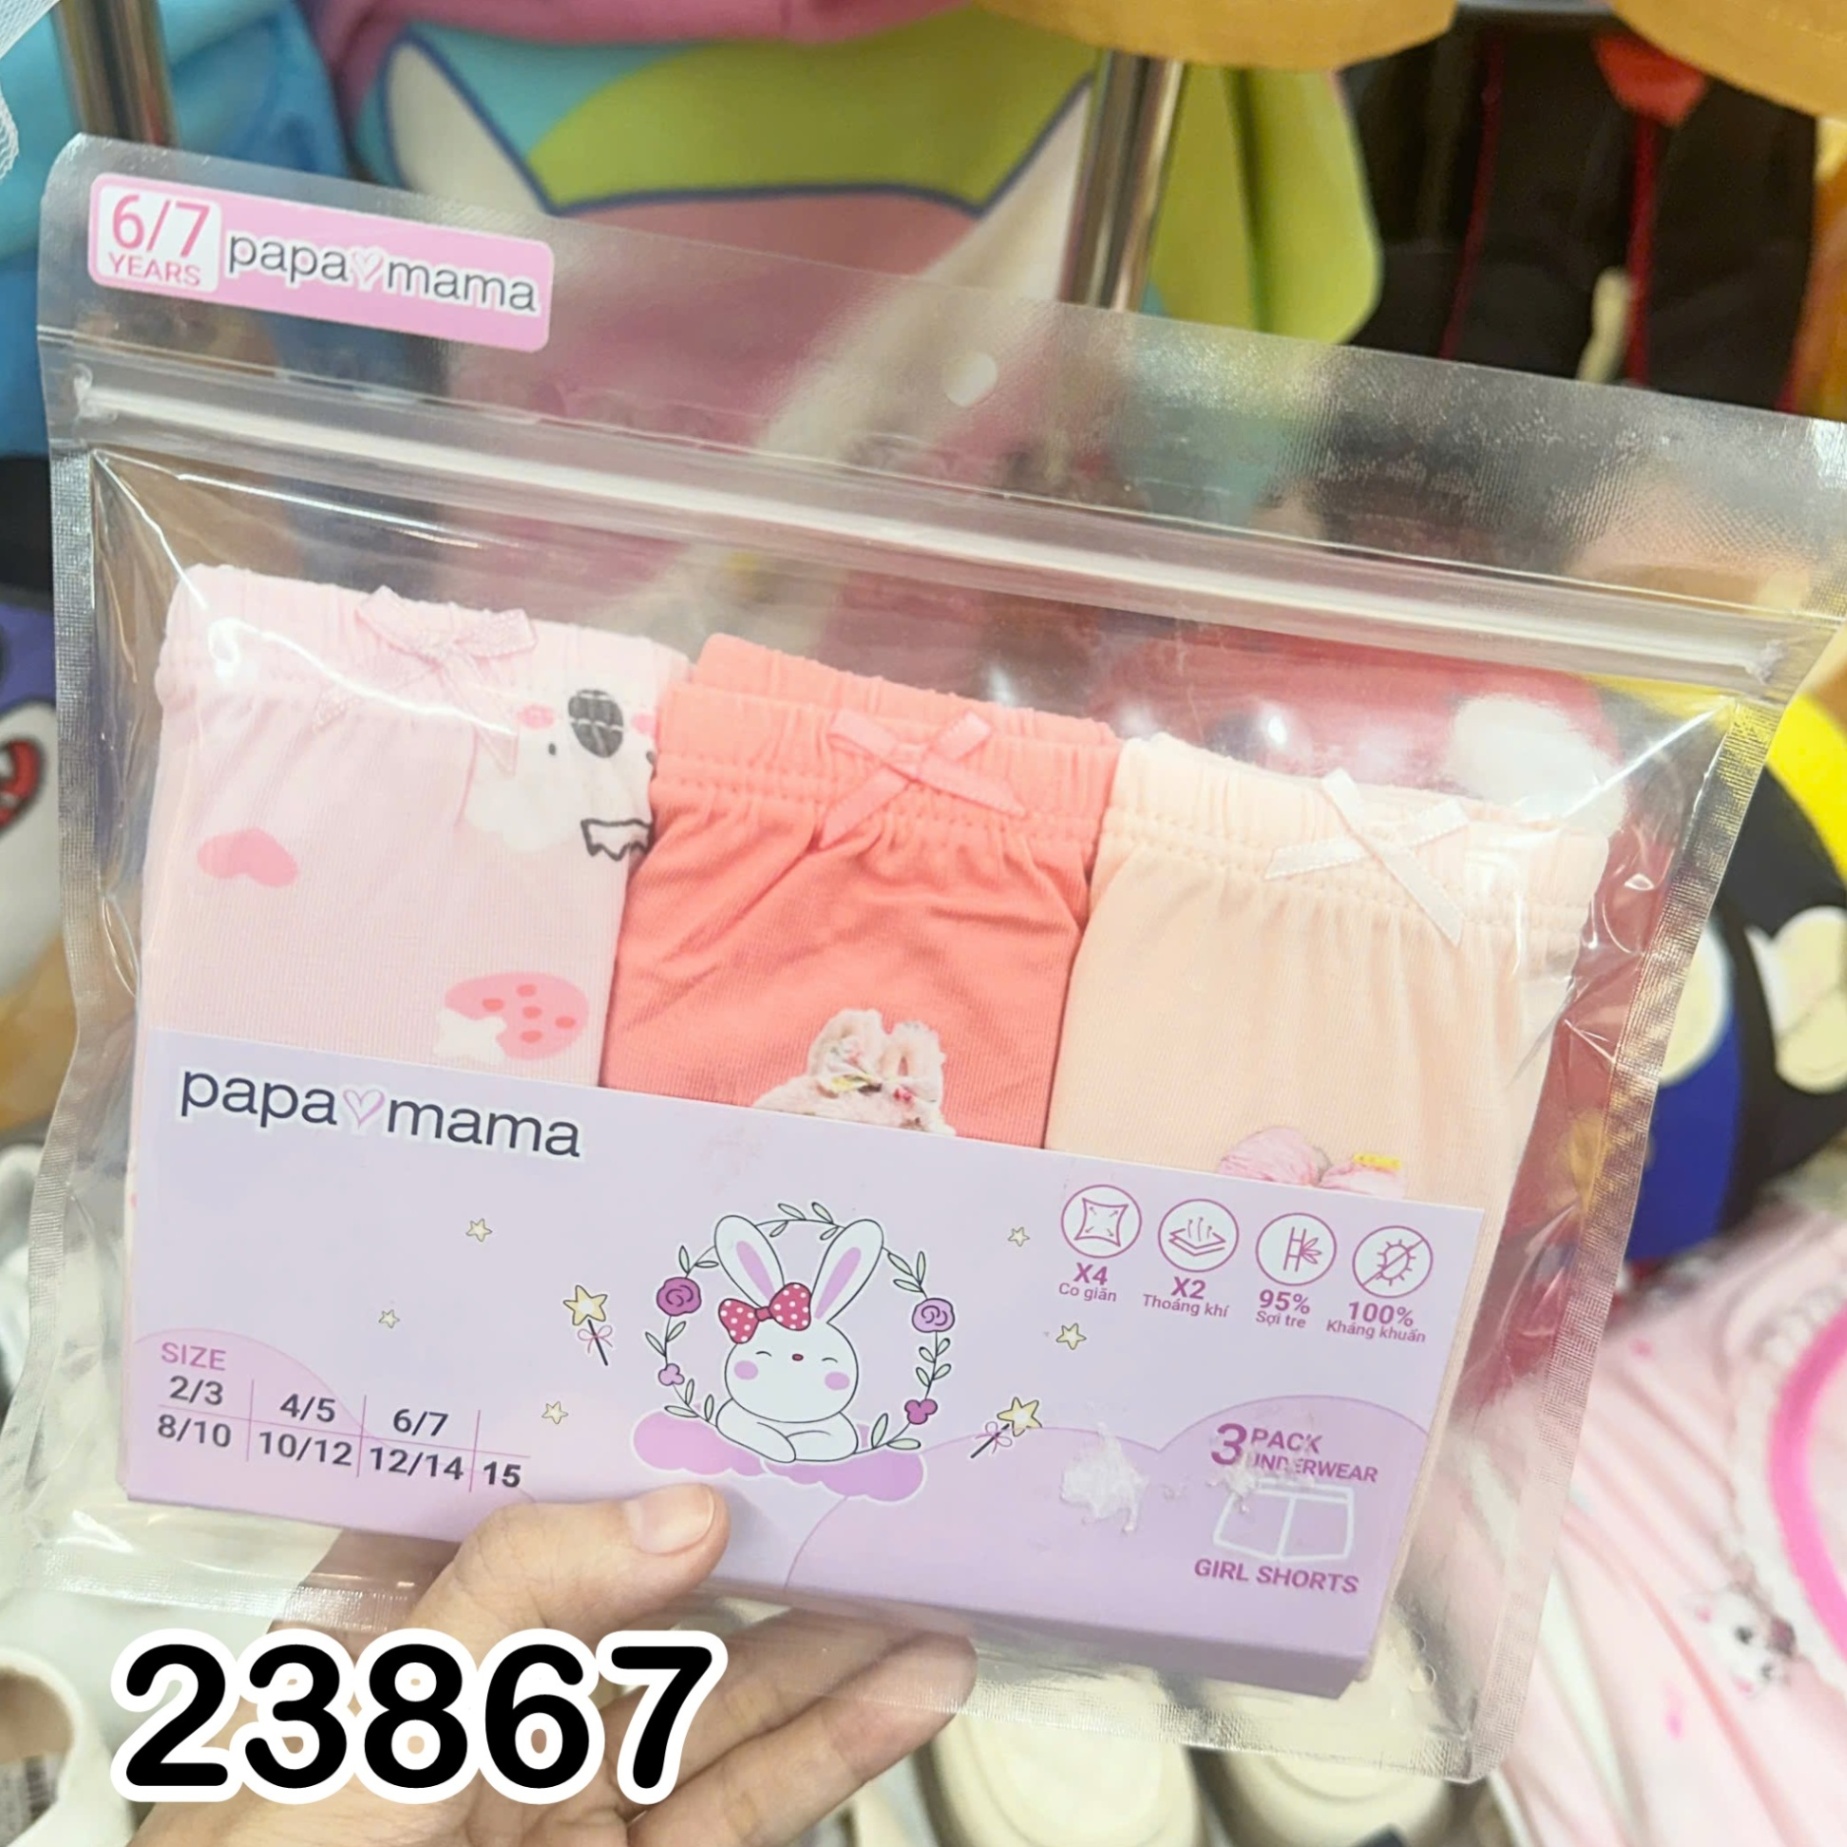 6/7
YEARS
papa mama
papa mama
X4
Co giãn
X2
Thoáng khí
95%
Sợi tre
100%
Kháng khuẩn
SIZE
2/3 4/5 6/7
8/10 10/12 12/14 15
3 PACK
UNDERWEAR
GIRL SHORTS
23867